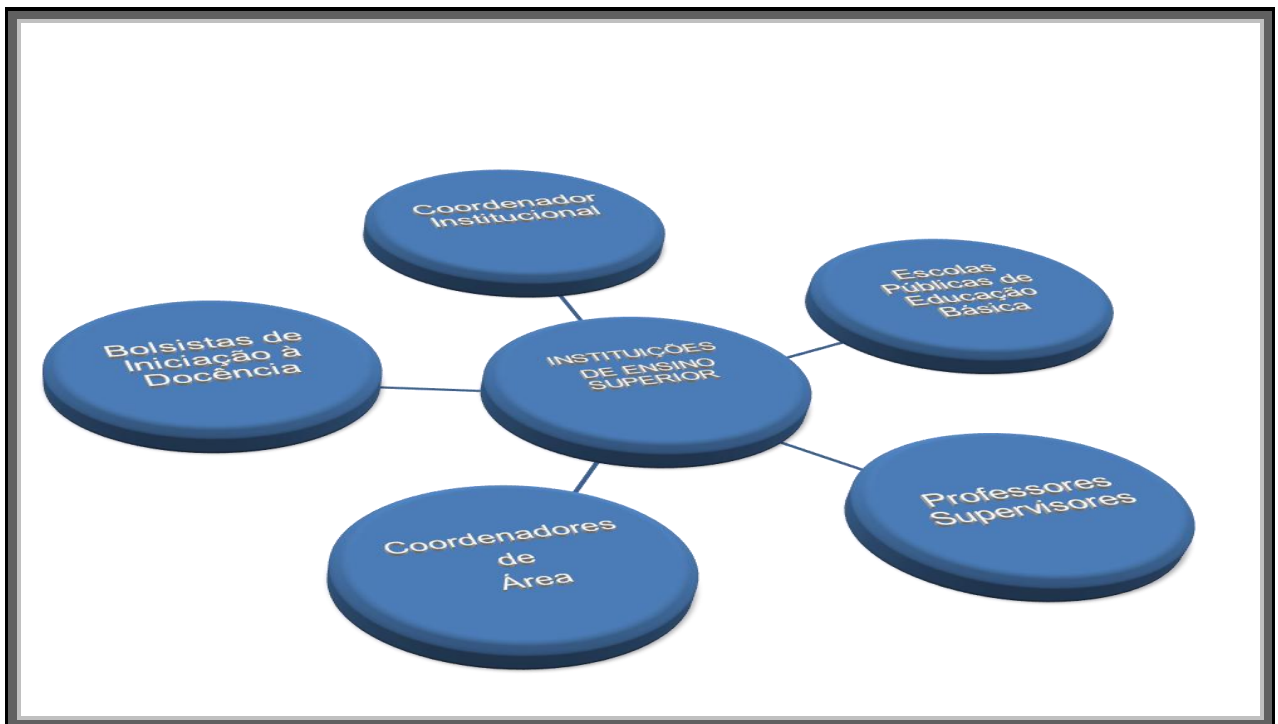 Coordenador
Institucional
Escolas
Públicas de
Educação
Básica
Bolsistas de
Iniciação à
Docência
INSTITUIÇÕES
DE ENSINO
SUPERIOR
Professores
Supervisores
Coordenadores
de
Área